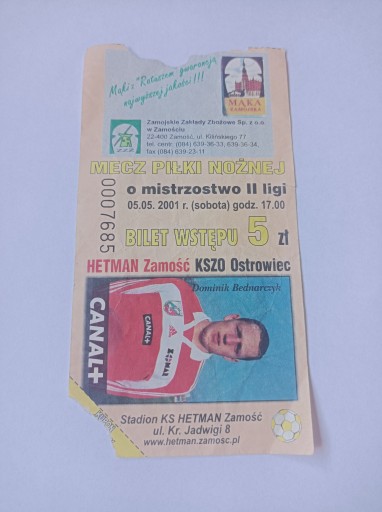 Mąki z "Ratuszem" gwarancją
najwyższej jakości!!!
MĄKA
ZAMOJSKA
Zamojskie Zakłady Zbożowe Sp. z o.o.
w Zamościu
22-400 Zamość, ul. Kilińskiego 77
tel. centr. (084) 639-36-33, 639-36-34,
fax (084) 639-23-11
MECZ PIŁKI NOŻNEJ
o mistrzostwo II ligi
05.05. 2001 r. (sobota) godz. 17.00
BILET WSTĘPU 5 zł
0007685
HETMAN Zamość KSZO Ostrowiec
Dominik Bednarczyk
CANAL+
CANAL+
Stadion KS HETMAN Zamość
ul. Kr. Jadwigi 8
www.hetman.zamosc.pl